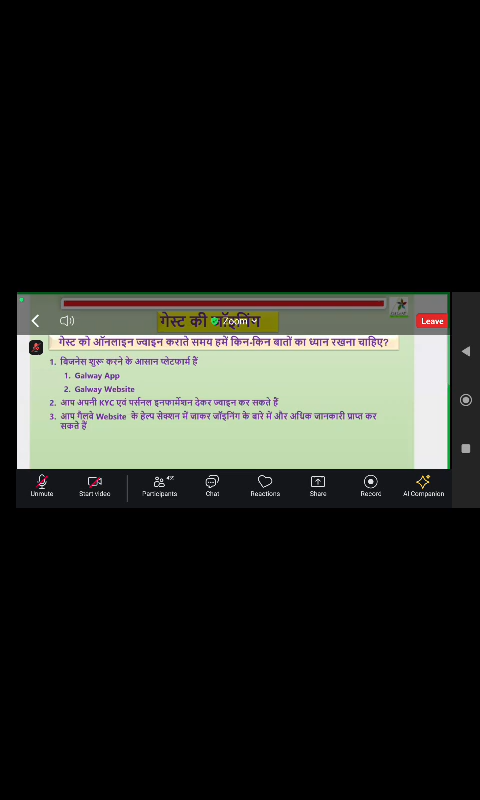 गेस्ट की जॉइनिंग
Zoom
Leave
गेस्ट को ऑनलाइन ज्वाइन कराते समय हमें किन-किन बातों का ध्यान रखना चाहिए?
1. बिजनेस शुरू करने के आसान प्लेटफार्म हैं
1. Galway App
2. Galway Website
2. आप अपनी KYC एवं पर्सनल इनफार्मेशन देकर ज्वाइन कर सकते हैं
3. आप गैलवे Website के हेल्प सेक्शन में जाकर जॉइनिंग के बारे में और अधिक जानकारी प्राप्त कर
सकते हैं
Unmute Start video Participants Chat Reactions Share Record AI Companion